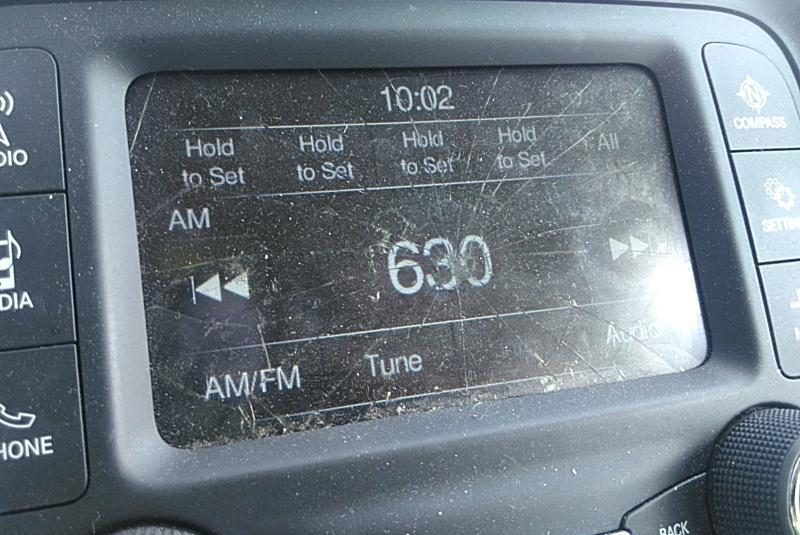 10:02
Hold Hold Hold Hold All
to Set to Set to Set to Set
AM
630
AM/FM Tune Audio
DIO
DIA
HONE
COMPASS
SETTIN
BACK